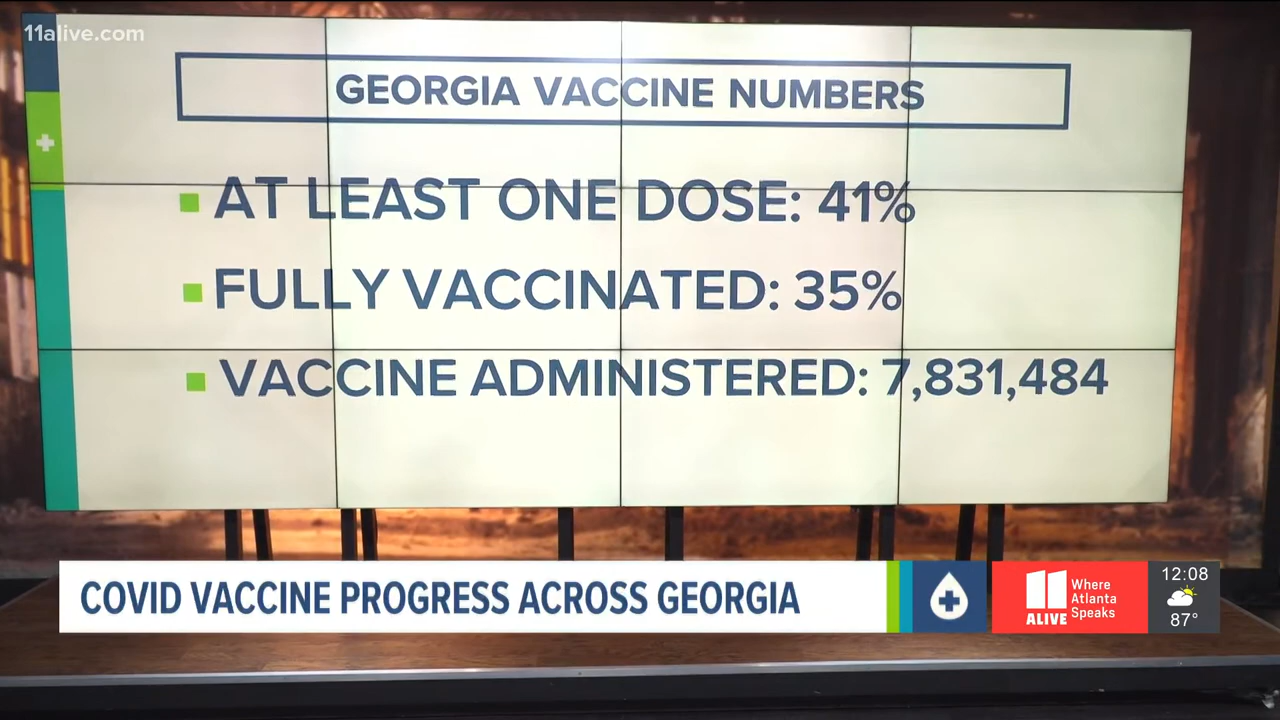 11alive.com
GEORGIA VACCINE NUMBERS
AT LEAST ONE DOSE: 41%
FULLY VACCINATED: 35%
VACCINE ADMINISTERED: 7,831,484
COVID VACCINE PROGRESS ACROSS GEORGIA
11
ALIVE
Where
Atlanta
Speaks
12:08
87°